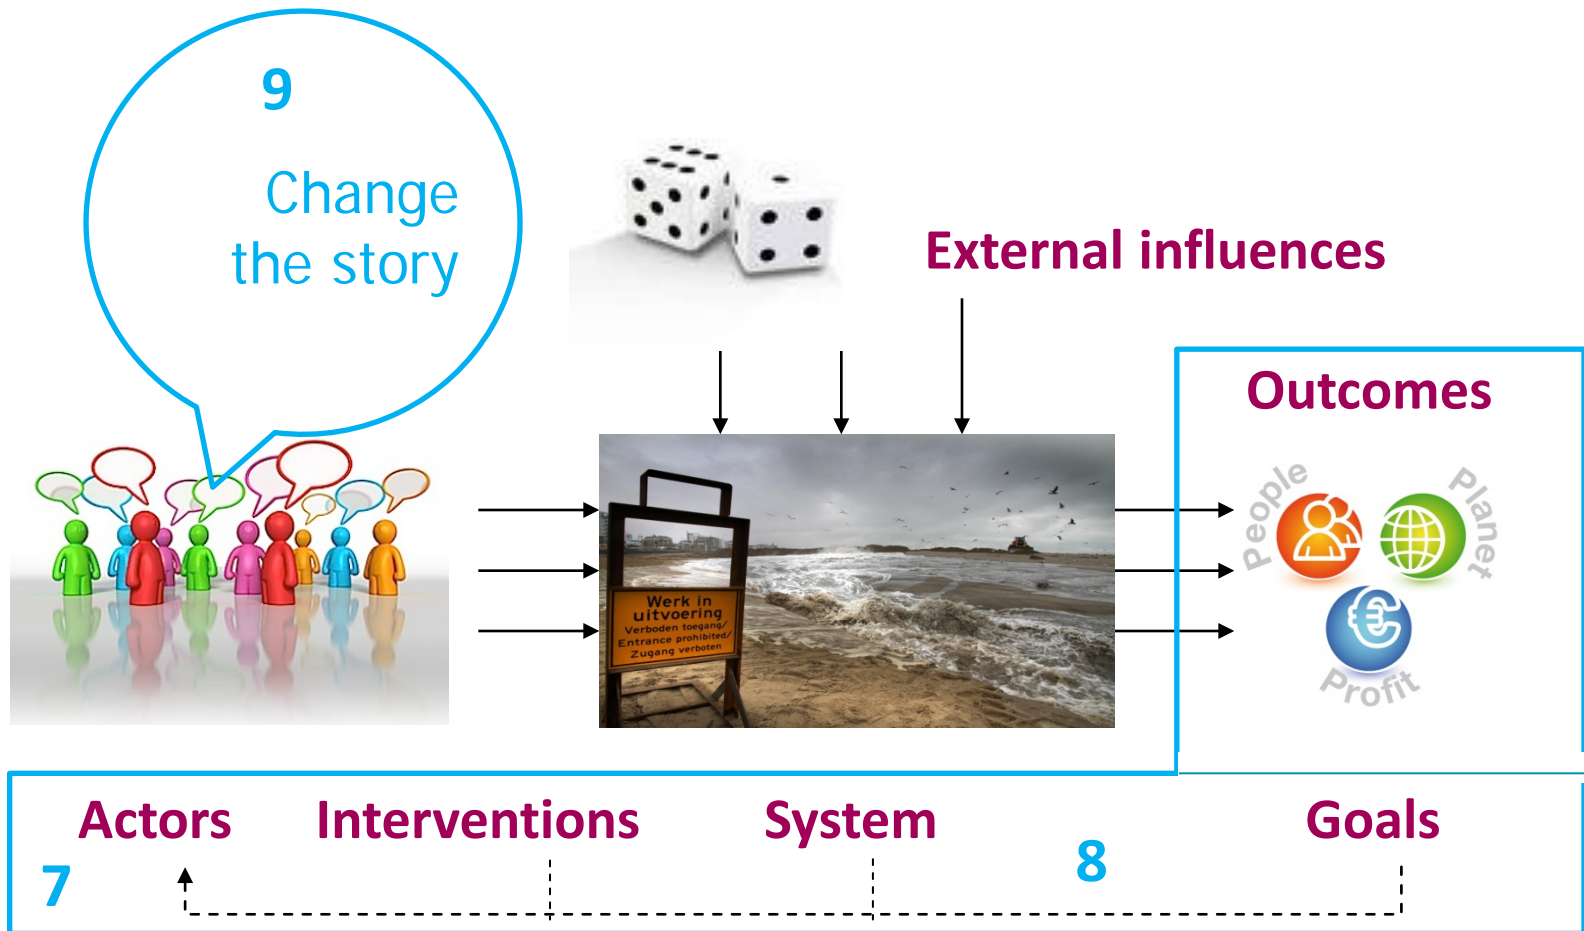 9
Change
the story
External influences
Outcomes
People
Planet
Profit
Werk in
uitvoering
Verboden toegang/
Entrance prohibited/
Zugang verboten
Actors
Interventions
System
Goals
7
8